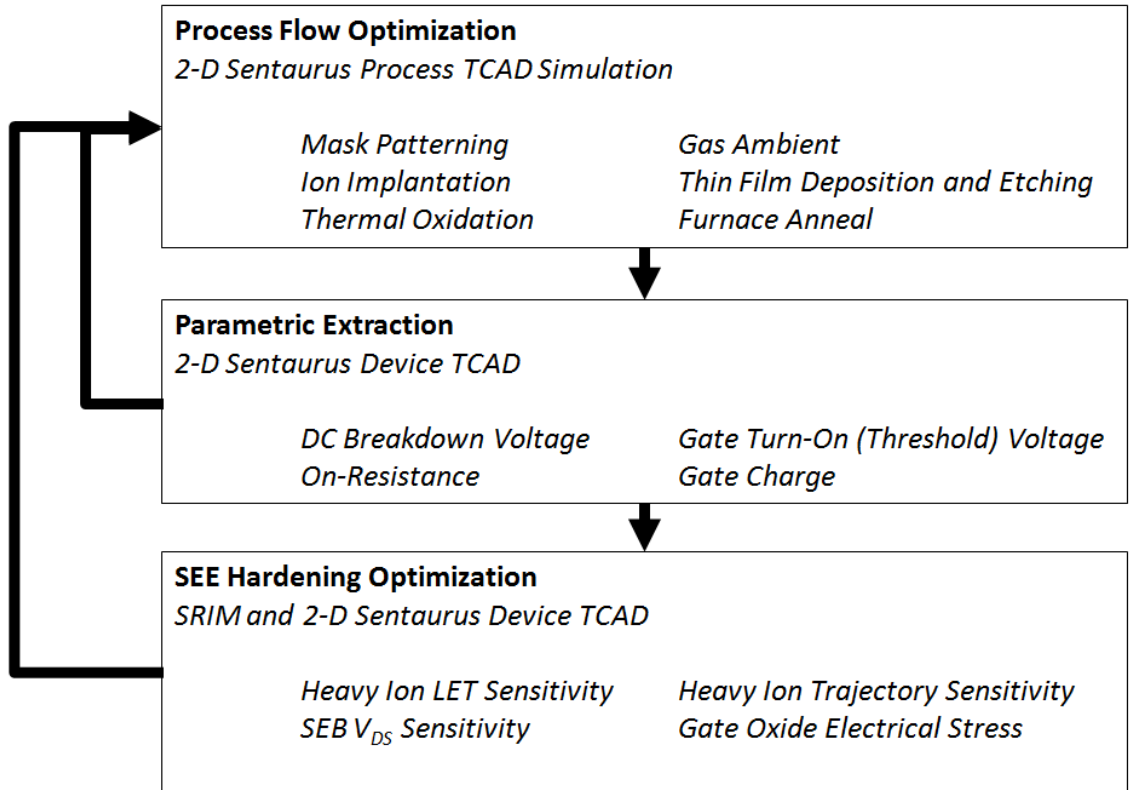 Process Flow Optimization
2-D Sentaurus Process TCAD Simulation
Mask Patterning Gas Ambient
Ion Implantation Thin Film Deposition and Etching
Thermal Oxidation Furnace Anneal
Parametric Extraction
2-D Sentaurus Device TCAD
DC Breakdown Voltage Gate Turn-On (Threshold) Voltage
On-Resistance Gate Charge
SEE Hardening Optimization
SRIM and 2-D Sentaurus Device TCAD
Heavy Ion LET Sensitivity Heavy Ion Trajectory Sensitivity
SEB VDS Sensitivity Gate Oxide Electrical Stress